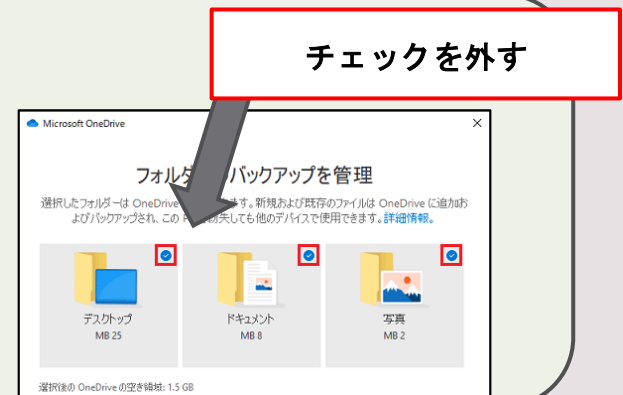 チェックを外す
Microsoft OneDrive
フォルダ バックアップを管理
選択したフォルダーは OneDrive ます。新規および既存のファイルは OneDrive に追加お
よびバックアップされ、この 失しても他のデバイスで使用できます。詳細情報。
デスクトップ
MB 25
ドキュメント
MB 8
写真
MB 2
選択後の OneDrive の空き領域: 1.5 GB